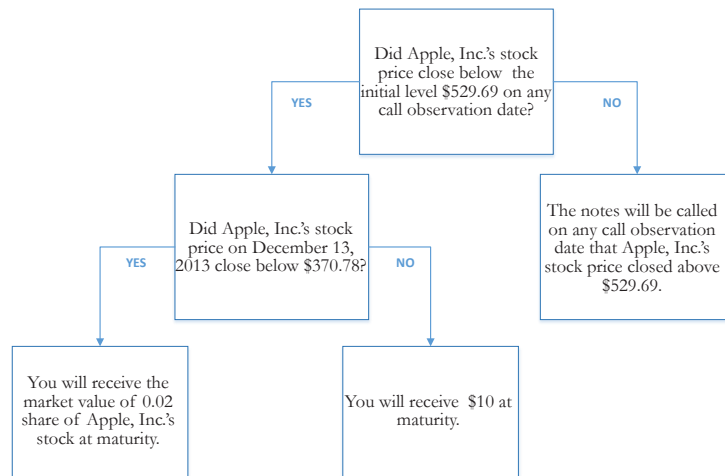 Did Apple, Inc.'s stock
price close below the
initial level $529.69 on any
call observation date?
YES
NO
Did Apple, Inc.'s stock
price on December 13,
2013 close below $370.78?
The notes will be called
on any call observation
date that Apple, Inc.'s
stock price closed above
$529.69.
YES
NO
You will receive the
market value of 0.02
share of Apple, Inc.'s
stock at maturity.
You will receive $10 at
maturity.